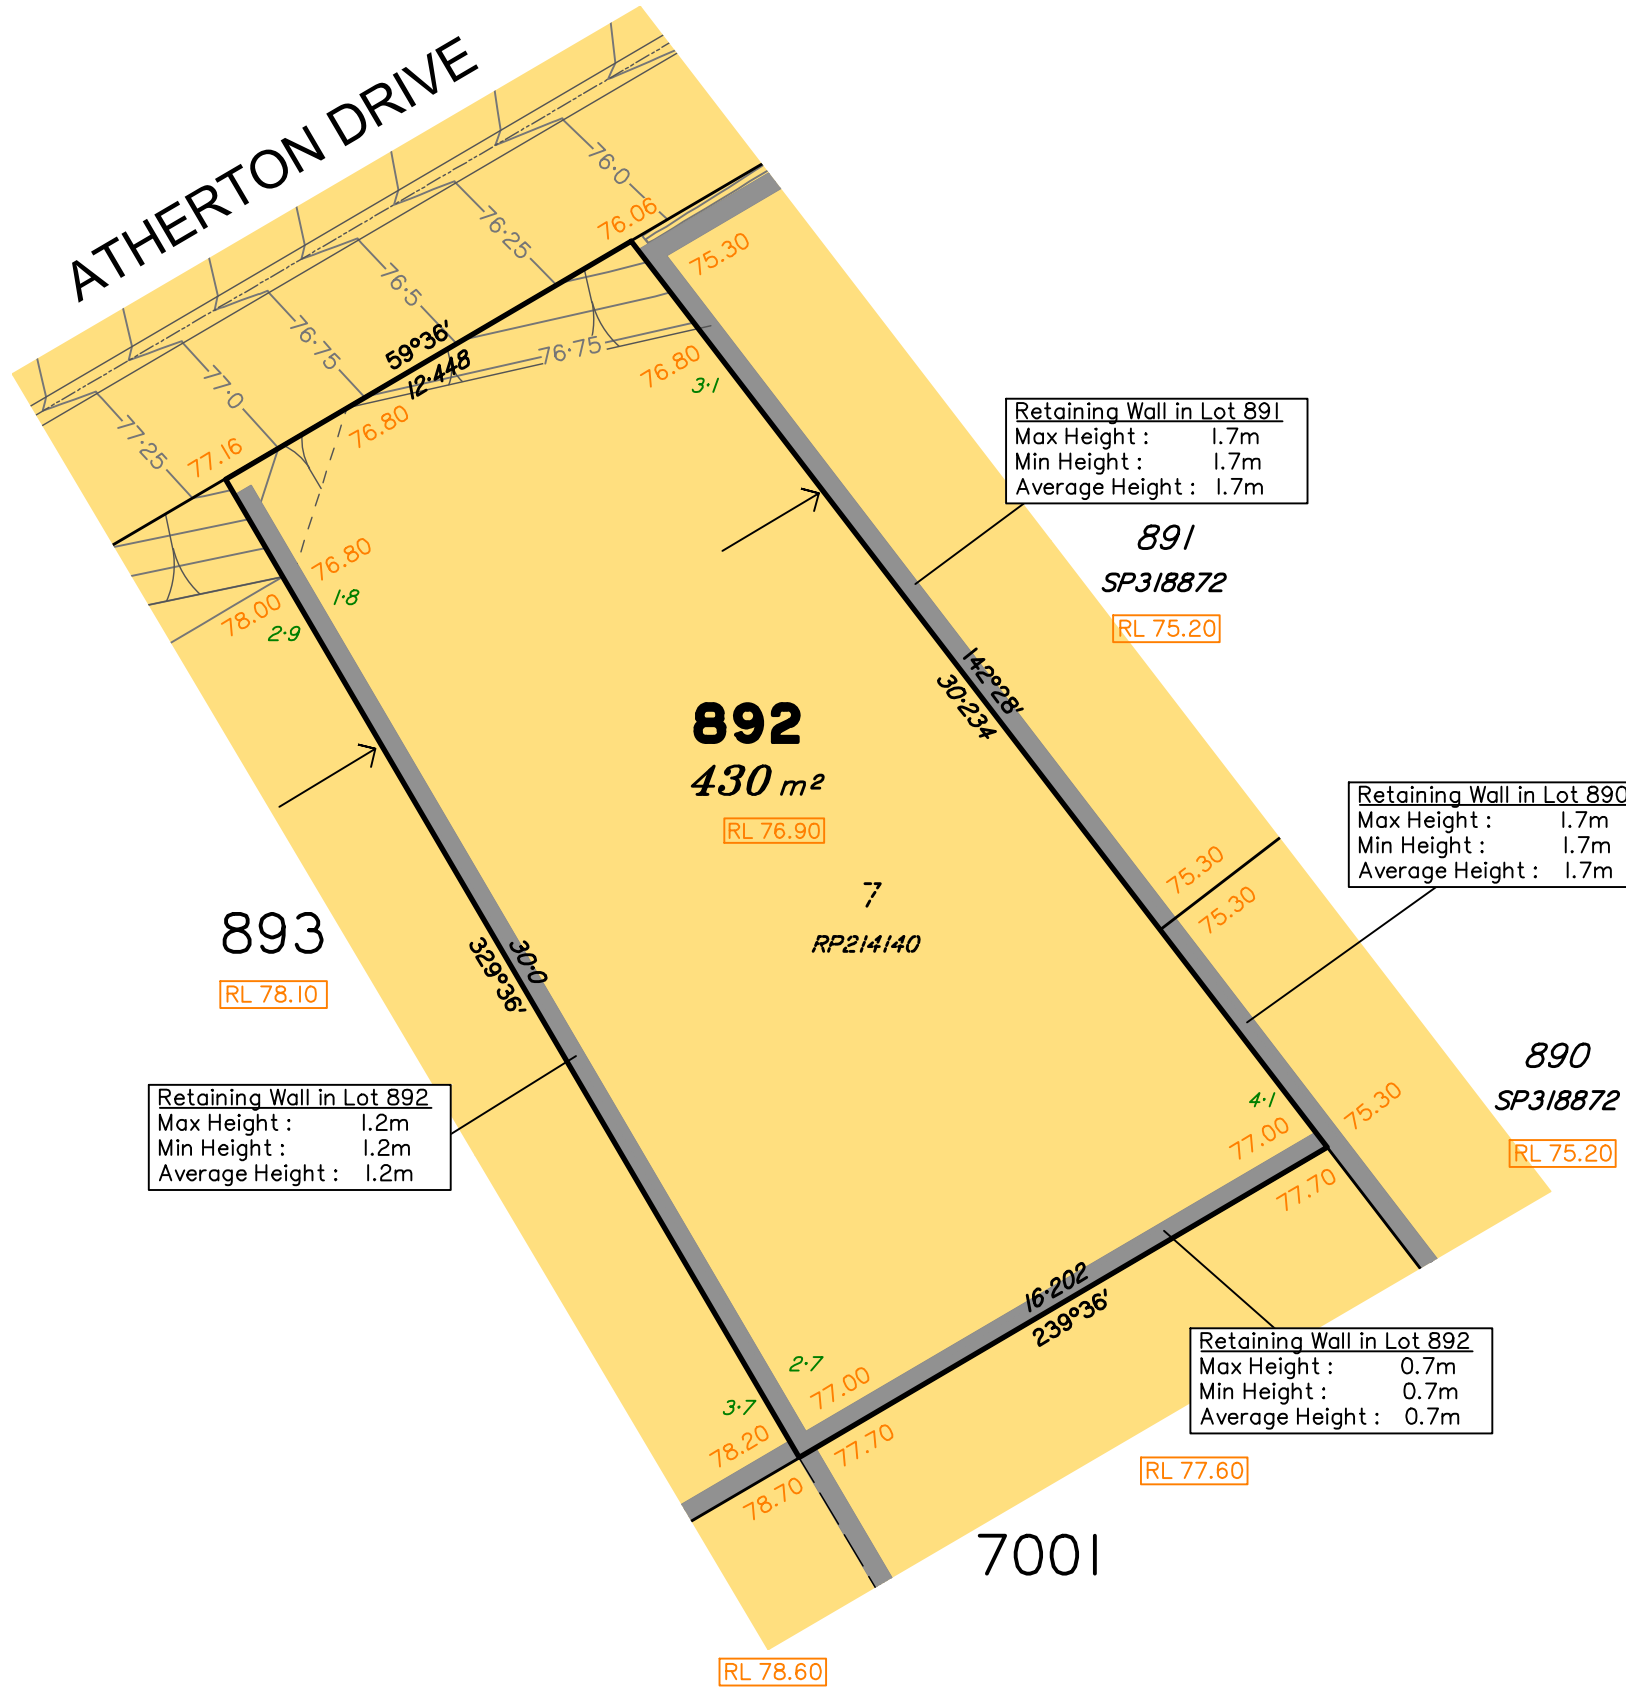 ATHERTON DRIVE
76·0
76.06
75.30
76·25
76·5
76·75
77·0
77·25
59°36'
12·448
76·75
76.80
3·1
76.80
77.16
Retaining Wall in Lot 891
Max Height : 1.7m
Min Height : 1.7m
Average Height : 1.7m
891
SP318872
RL 75.20
76.80
1·8
78.00
2·9
142°28'
30·234
892
430 m²
RL 76.90
Retaining Wall in Lot 890
Max Height : 1.7m
Min Height : 1.7m
Average Height : 1.7m
75.30
75.30
7
RP214140
893
RL 78.10
30·0
329°36'
890
SP318872
RL 75.20
Retaining Wall in Lot 892
Max Height : 1.2m
Min Height : 1.2m
Average Height : 1.2m
4·1
77.00
75.30
77.70
16·202
239°36'
Retaining Wall in Lot 892
Max Height : 0.7m
Min Height : 0.7m
Average Height : 0.7m
2·7
77.00
3·7
78.20
77.70
78.70
RL 77.60
7001
RL 78.60